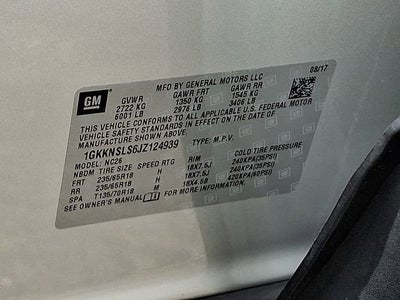 GM
MFD BY GENERAL MOTORS LLC
08/17
GVWR GAWR FRT GAWR RR
2722 KG 1350 KG 1545 KG
6001 LB 2976 LB 3406 LB
THIS VEHICLE CONFORMS TO ALL APPLICABLE U.S. FEDERAL MOTOR
VEHICLE SAFETY STANDARDS IN EFFECT ON THE DATE OF
MANUFACTURE SHOWN ABOVE.
1GKKNSLS6JZ124939 TYPE: M.P.V.
MODEL: NC26
NBDM TIRE SIZE SPEED RTG RIM COLD TIRE PRESSURE
FRT 235/65R18 H 18X7.5J 240KPA(35PSI)
RR 235/65R18 H 18X7.5J 240KPA(35PSI)
SPA T135/70R18 M 18X4.5B 420KPA(60PSI)
SEE OWNER'S MANUAL FOR ADDITIONAL INFORMATION.